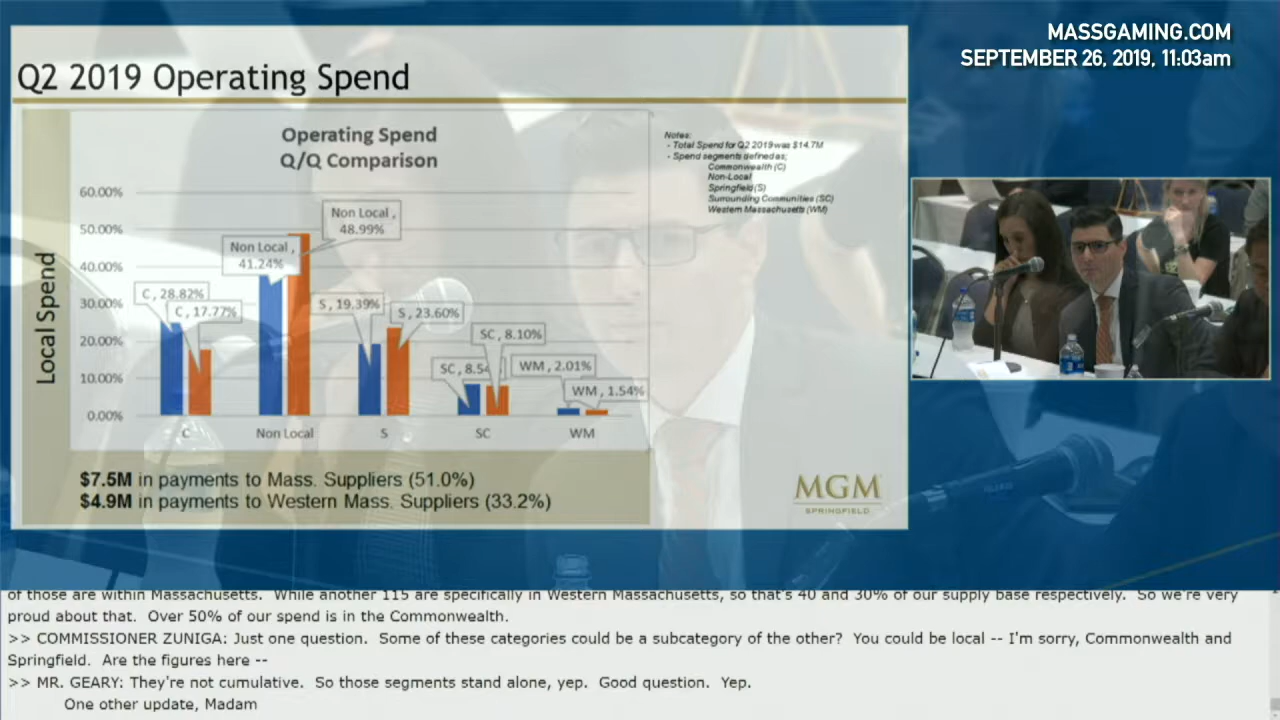 MASSGAMING.COM
SEPTEMBER 26, 2019, 11:03am
Q2 2019 Operating Spend
Operating Spend
Q/Q Comparison
Notes:
- Total Spend for Q2 2019 was $14.7M
- Spend segments defined as;
Commonwealth (C)
Non-Local
Springfield (S)
Surrounding Communities (SC)
Western Massachusetts (WM)
Local Spend
60.00%
50.00%
40.00%
30.00%
20.00%
10.00%
0.00%
C , 28.82%
C , 17.77%
Non Local ,
41.24%
Non Local ,
48.99%
S , 19.39%
S , 23.60%
SC , 8.54
SC , 8.10%
WM , 2.01%
WM , 1.54%
C
Non Local
S
SC
WM
$7.5M in payments to Mass. Suppliers (51.0%)
$4.9M in payments to Western Mass. Suppliers (33.2%)
MGM
SPRINGFIELD
of those are within Massachusetts. While another 115 are specifically in Western Massachusetts, so that's 40 and 30% of our supply base respectively. So we're very
proud about that. Over 50% of our spend is in the Commonwealth.
>> COMMISSIONER ZUNIGA: Just one question. Some of these categories could be a subcategory of the other? You could be local -- I'm sorry, Commonwealth and
Springfield. Are the figures here --
>> MR. GEARY: They're not cumulative. So those segments stand alone, yep. Good question. Yep.
One other update, Madam